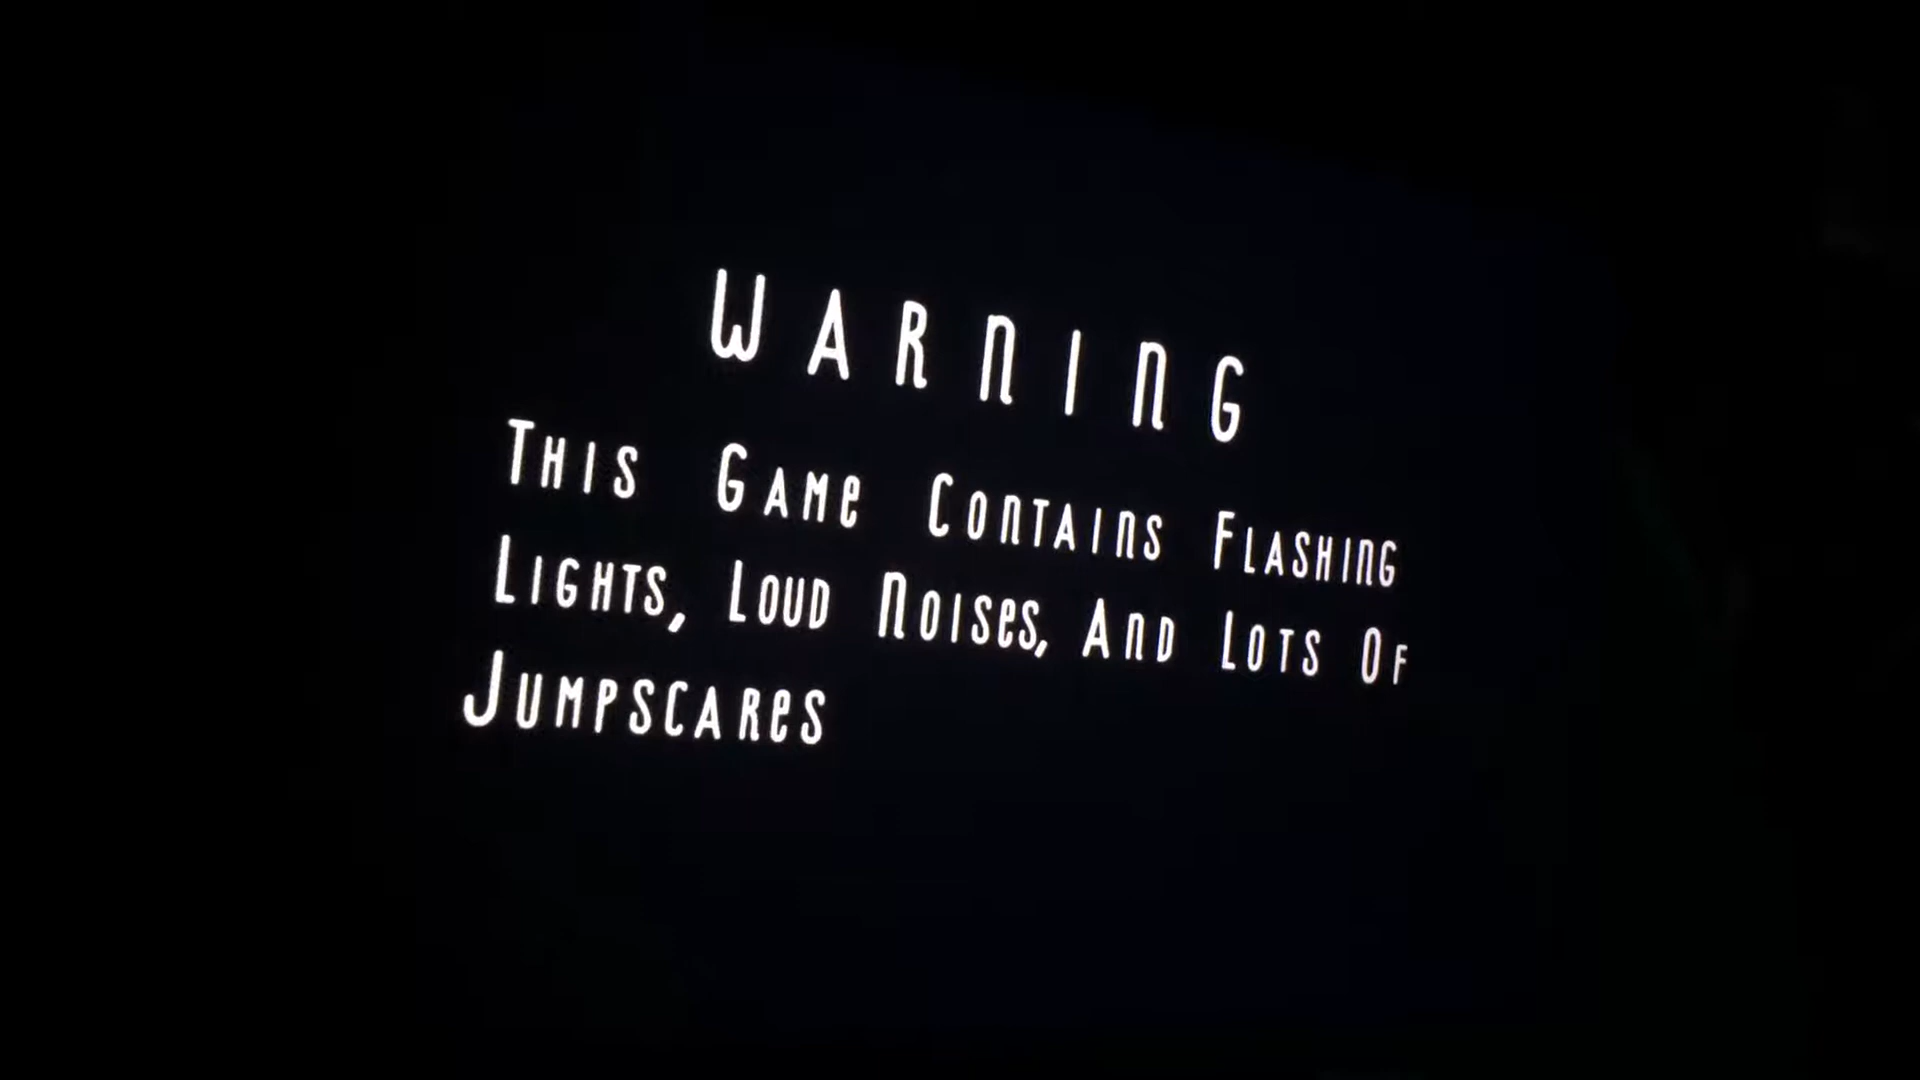 WARNING
This Game Contains Flashing
Lights, Loud Noises, And Lots Of
Jumpscares